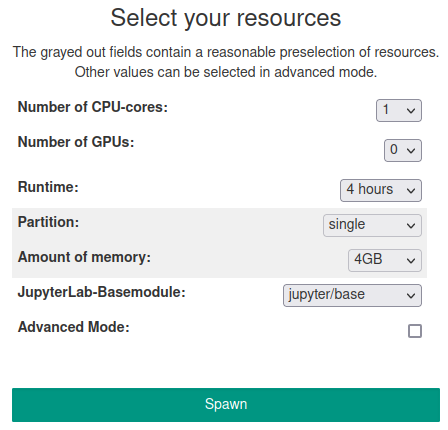 Select your resources
The grayed out fields contain a reasonable preselection of resources.
Other values can be selected in advanced mode.
Number of CPU-cores: 1
Number of GPUs: 0
Runtime: 4 hours
Partition: single
Amount of memory: 4GB
JupyterLab-Basemodule: jupyter/base
Advanced Mode:
Spawn